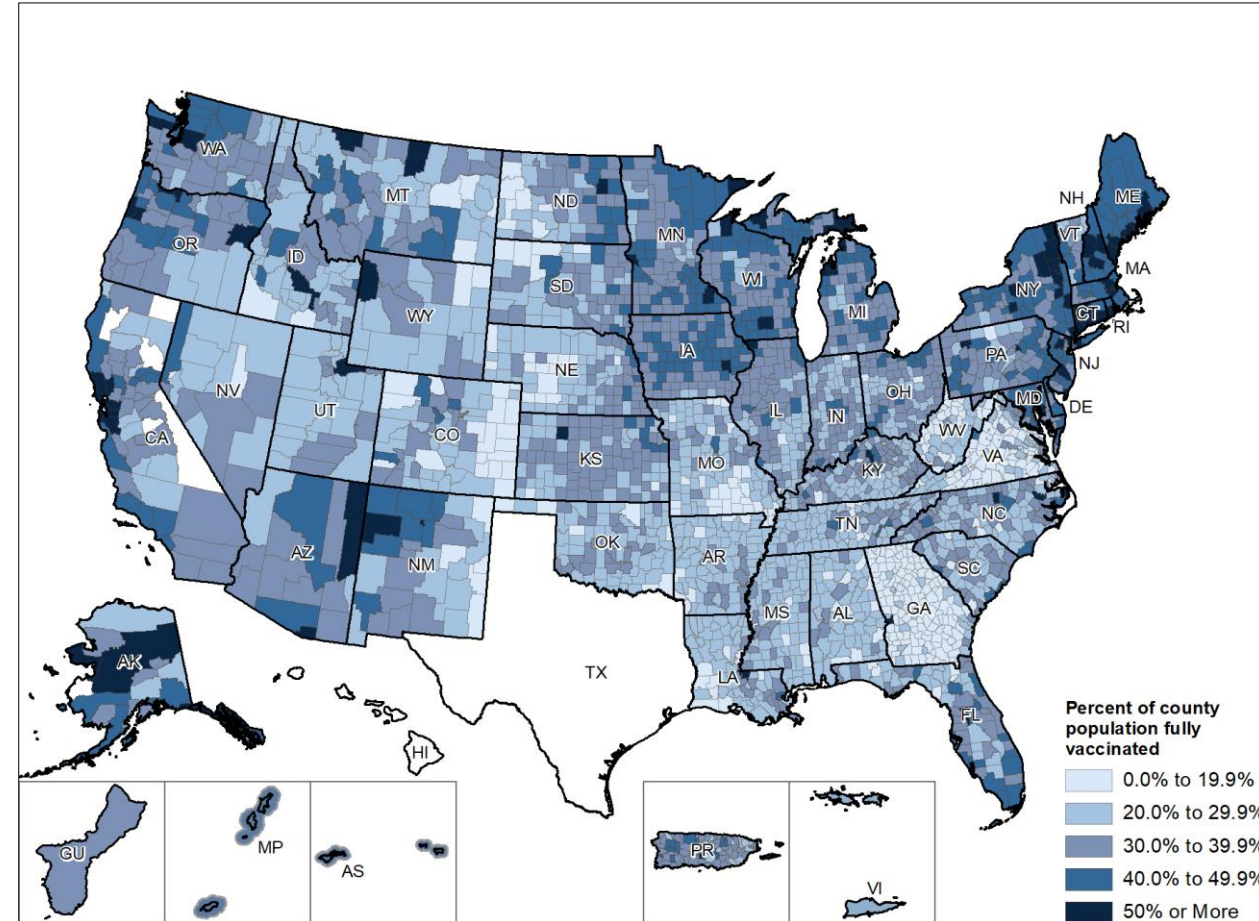 WA
MT
ND
MN
OR
ID
SD
WI
MI
WY
NY
NH
VT
ME
MA
CT
RI
IA
NE
PA
NJ
NV
UT
CO
IL
IN
OH
MD
DE
CA
KS
MO
WV
VA
KY
AZ
NM
OK
AR
TN
NC
SC
MS
AL
GA
LA
TX
FL
AK
HI
GU
MP
AS
PR
VI
Percent of county
population fully
vaccinated
0.0% to 19.9%
20.0% to 29.9%
30.0% to 39.9%
40.0% to 49.9%
50% or More